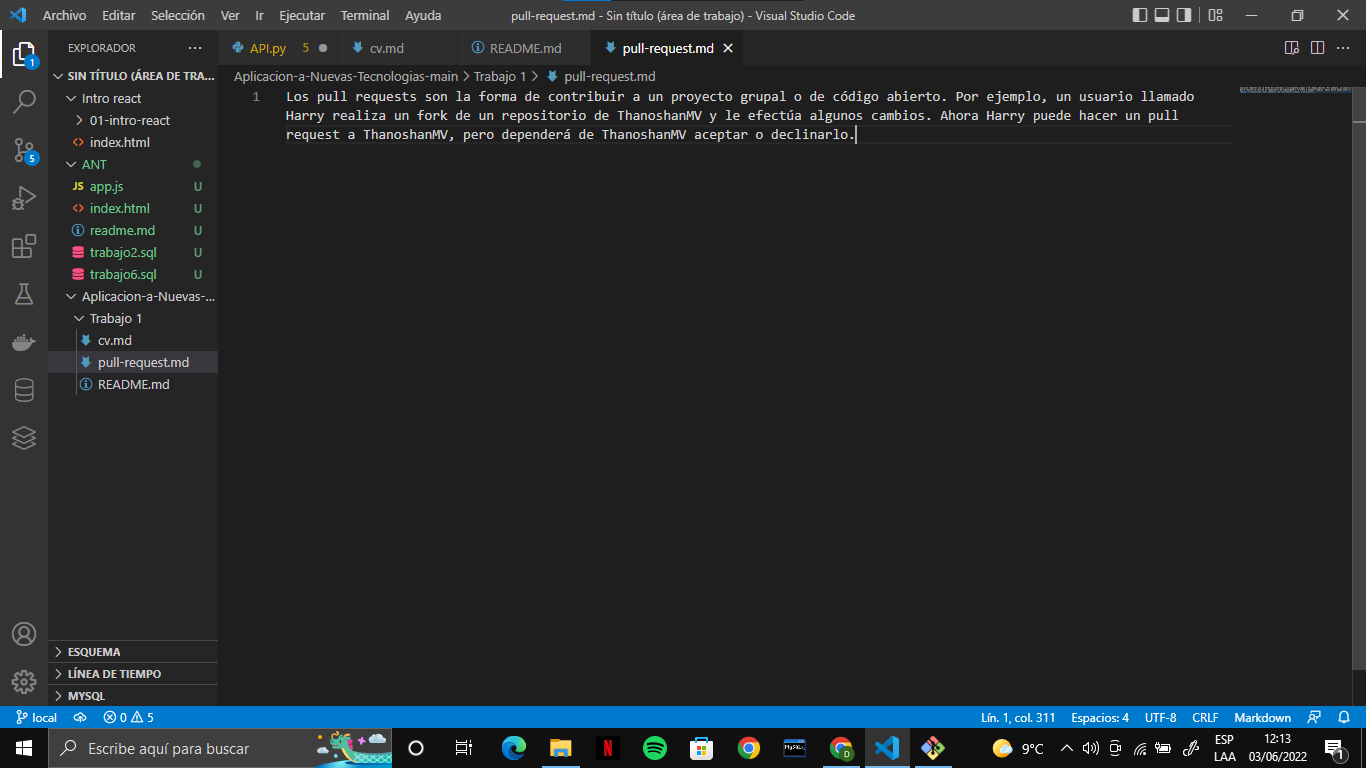 Archivo Editar Selección Ver Ir Ejecutar Terminal Ayuda
pull-request.md - Sin título (área de trabajo) - Visual Studio Code
EXPLORADOR ···
API.py 5
cv.md
README.md
pull-request.md
1
SIN TÍTULO (ÁREA DE TRA...
Aplicacion-a-Nuevas-Tecnologias-main > Trabajo 1 > pull-request.md
Intro react
01-intro-react
index.html
5
ANT
JS app.js U
index.html U
readme.md U
trabajo2.sql U
trabajo6.sql U
Aplicacion-a-Nuevas-...
Trabajo 1
cv.md
pull-request.md
README.md
1
Los pull requests son la forma de contribuir a un proyecto grupal o de código abierto. Por ejemplo, un usuario llamado
Harry realiza un fork de un repositorio de ThanoshanMV y le efectúa algunos cambios. Ahora Harry puede hacer un pull
request a ThanoshanMV, pero dependerá de ThanoshanMV aceptar o declinarlo.
ESQUEMA
LÍNEA DE TIEMPO
MYSQL
local 0 5
Lín. 1, col. 311 Espacios: 4 UTF-8 CRLF Markdown
Escribe aquí para buscar
N
MySQL
D
9°C
ESP
LAA
12:13
03/06/2022
1